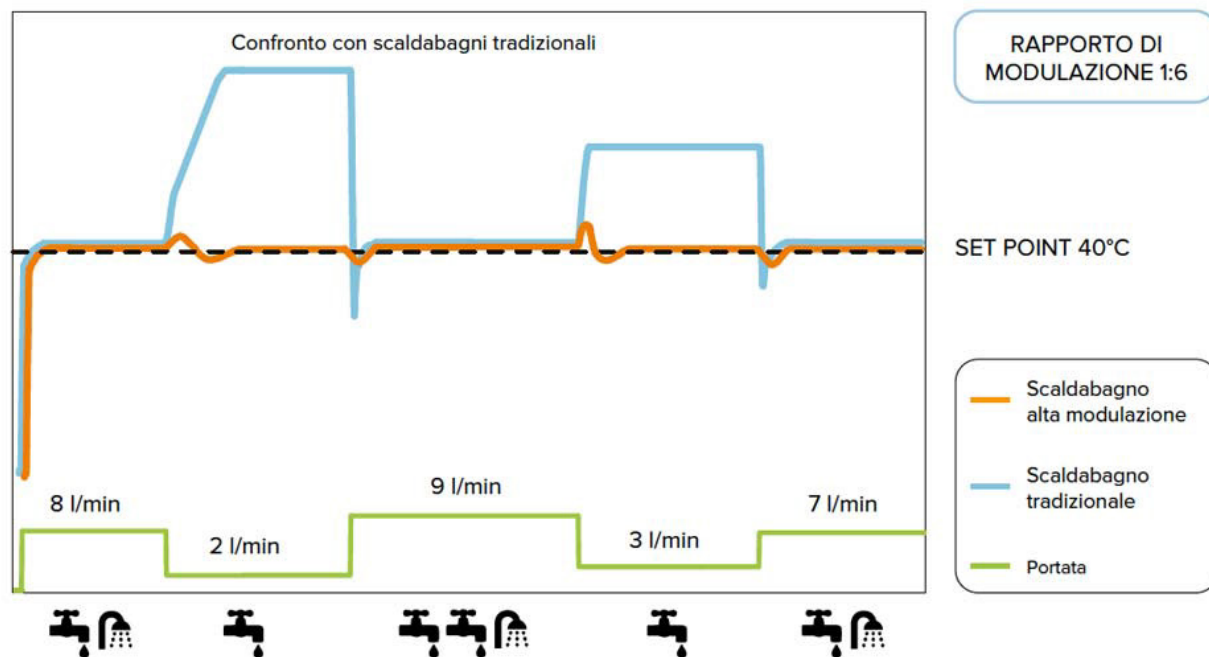 Confronto con scaldabagni tradizionali
RAPPORTO DI
MODULAZIONE 1:6
SET POINT 40°C
Scaldabagno
alta modulazione
Scaldabagno
tradizionale
Portata
8 l/min
2 l/min
9 l/min
3 l/min
7 l/min